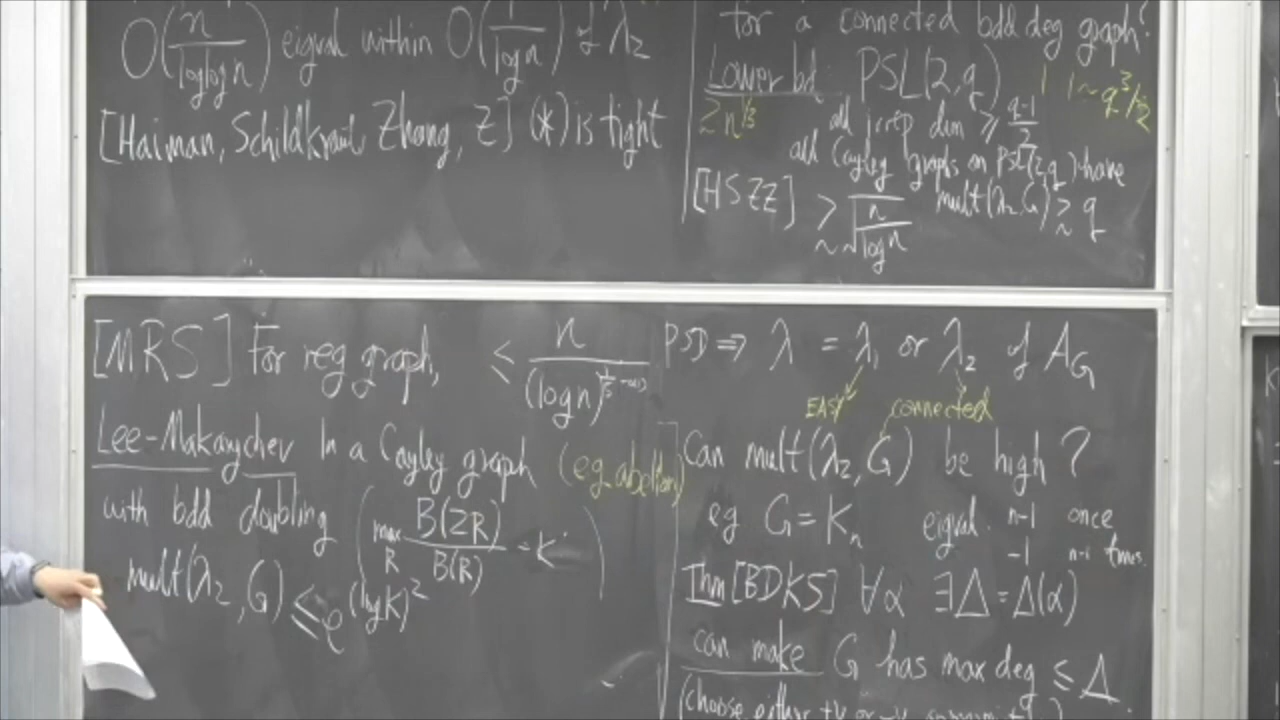 O(n/loglog n) eigval within O(1/log n) of λ₂
[Haiman, Schildkraut, Zhang, Z] (*) is tight
for a connected bdd deg graph?
Lower bd: PSL(2,q) | |~q³/2
≳n^{1/3} all irrep dim ≥ (q-1)/2
all Cayley graphs on PSL(2,q) have
[HSZZ] ≳ √(n/log n) mult(λ₂,G) ≳ q
[MRS] For reg graph, ≤ n/(log n)^{1/5-o(1)}
Lee-Makarychev In a Cayley graph (eg. abelian)
with bdd doubling (max_R B(2R)/B(R) = K)
mult(λ₂,G) ≤ e^{(log K)²}
PSD ⇒ λ = λ₁ or λ₂ of A_G
EASY connected
Can mult(λ₂,G) be high?
eg G=Kₙ eigval. n-1 once
-1 n-1 times.
Thm [BDKS] ∀α ∃Δ=Δ(α)
can make G has max deg ≤ Δ
(choose either +v or -v